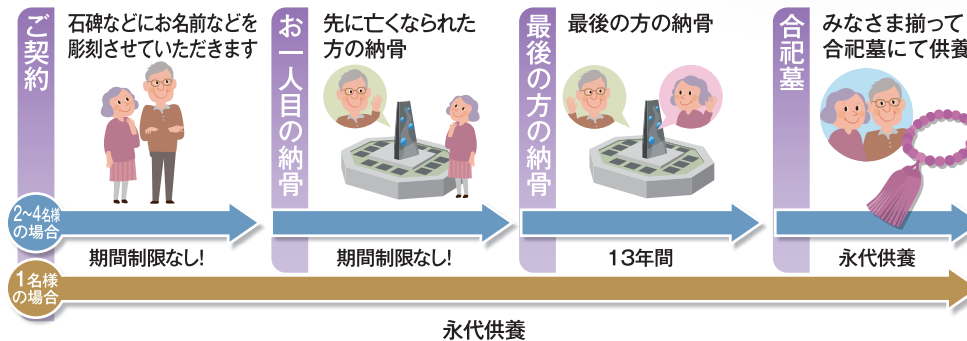 ご契約
石碑などにお名前などを
彫刻させていただきます
お一人目の納骨
先に亡くなられた
方の納骨
最後の方の納骨
最後の方の納骨
合祀墓
みなさま揃って
合祀墓にて供養
2~4名様
の場合
期間制限なし!
期間制限なし!
13年間
永代供養
1名様
の場合
永代供養